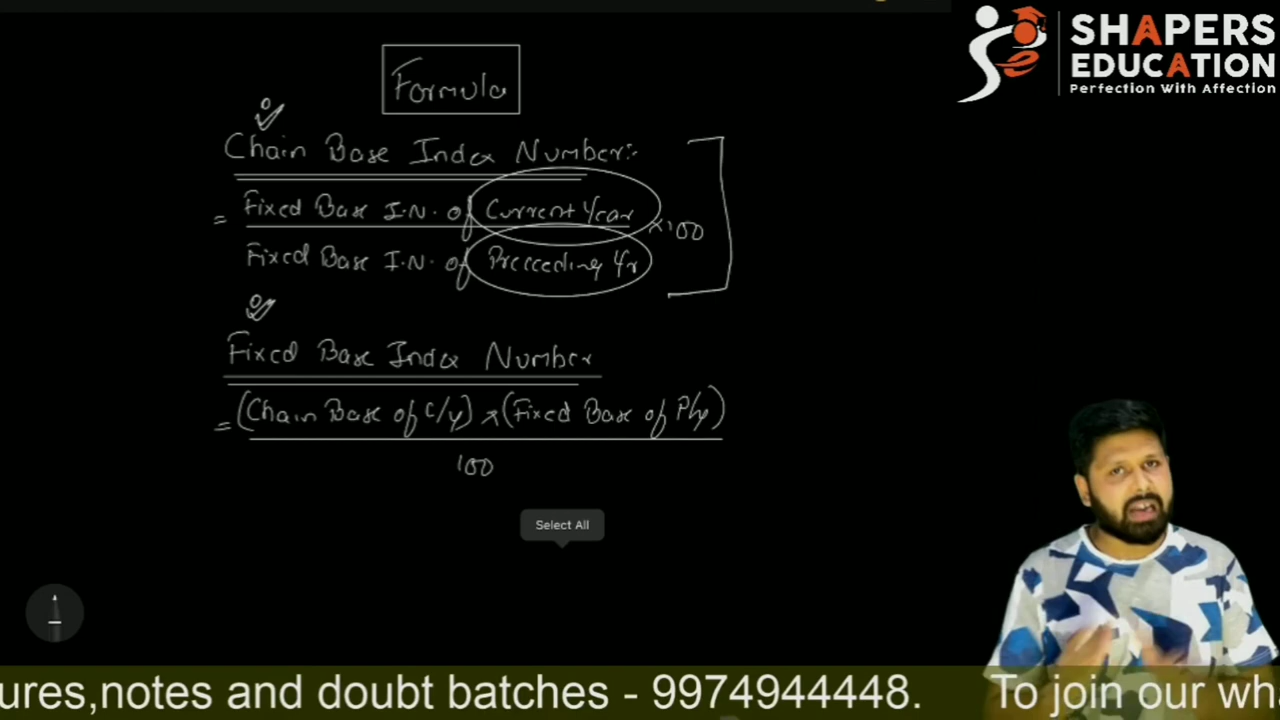 SHAPERS
EDUCATION
Perfection With Affection
Formula
Chain Base Index Number:-
= Fixed Base I.N. of Current Year
x100
Fixed Base I.N. of Preceeding Yr
Fixed Base Index Number
= (Chain Base of C/y) x (Fixed Base of P/y)
100
Select All
ures,notes and doubt batches - 9974944448. To join our wh